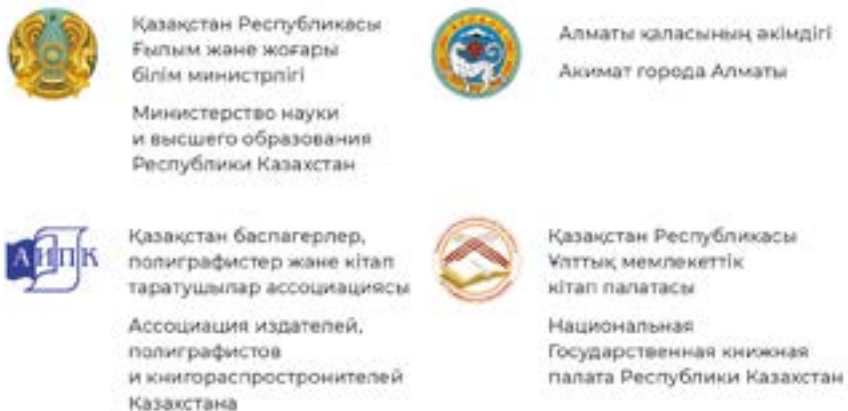 Қазақстан Республикасы
Ғылым және жоғары
білім министрлігі
Министерство науки
и высшего образования
Республики Казахстан
Алматы қаласының әкімдігі
Акимат города Алматы
АИПК
Қазақстан баспагерлер,
полиграфистер және кітап
таратушылар ассоциациясы
Ассоциация издателей,
полиграфистов
и книгораспростронителей
Казахстана
Қазақстан Республикасы
Ұлттық мемлекеттік
кітап палатасы
Национальная
Государственная книжная
палата Республики Казахстан